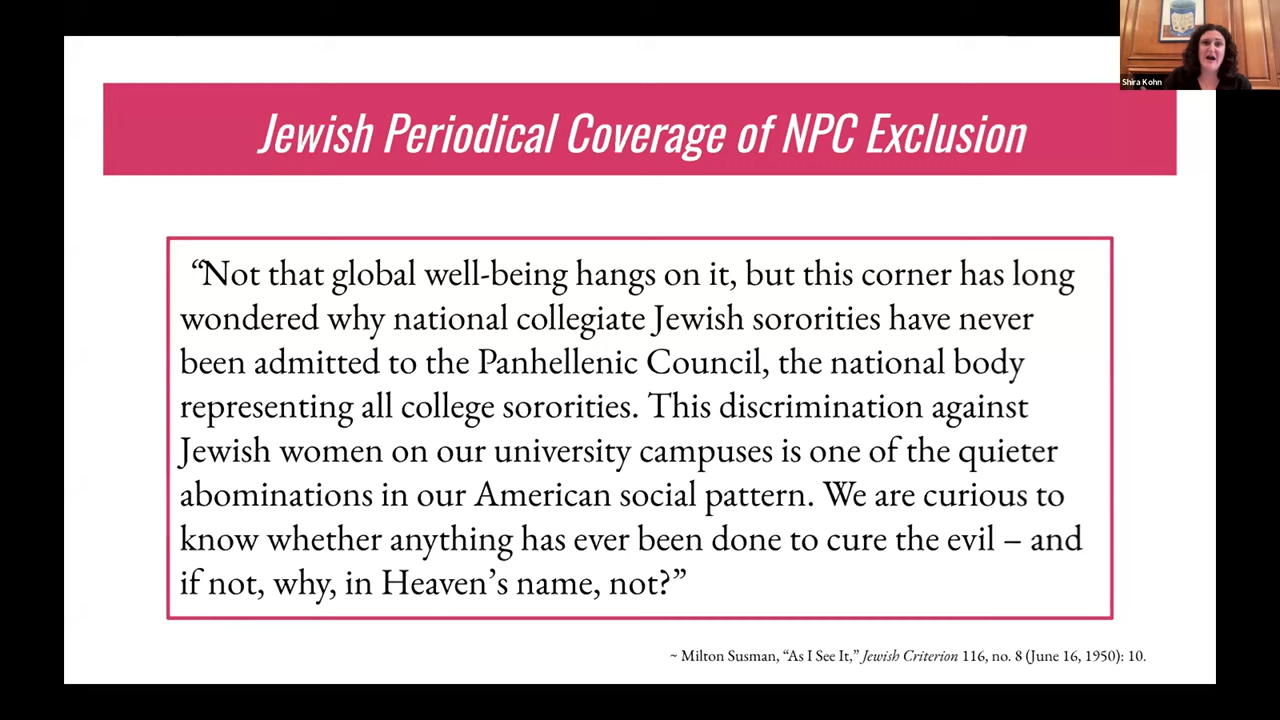 Shira Kohn
Jewish Periodical Coverage of NPC Exclusion
“Not that global well-being hangs on it, but this corner has long
wondered why national collegiate Jewish sororities have never
been admitted to the Panhellenic Council, the national body
representing all college sororities. This discrimination against
Jewish women on our university campuses is one of the quieter
abominations in our American social pattern. We are curious to
know whether anything has ever been done to cure the evil – and
if not, why, in Heaven’s name, not?”
~ Milton Susman, “As I See It,” Jewish Criterion 116, no. 8 (June 16, 1950): 10.